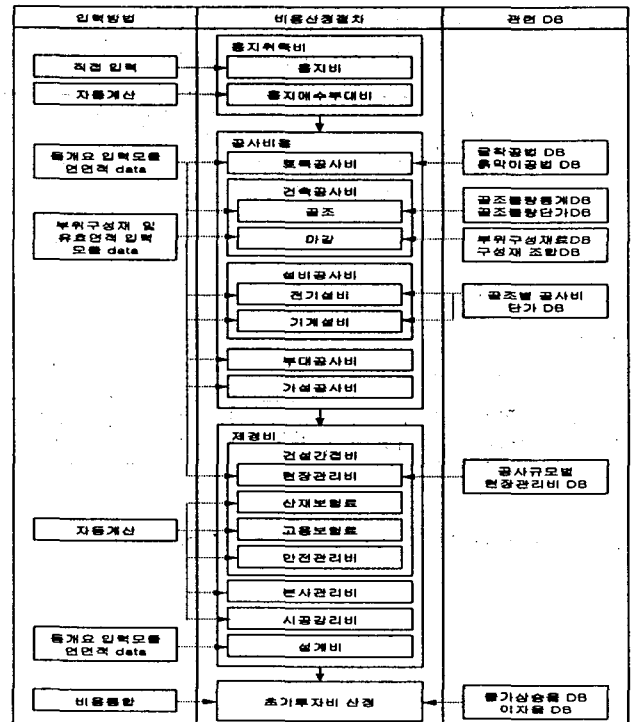 입력방법
비용산정절차
관련 DB
용지취득비
직접 입력
용지비
자동계산
용지매수부대비
공사비용
동개요 입력모듈
연면적 data
토목공사비
굴착공법 DB
흙막이공법 DB
건축공사비
골조
골조물량통계DB
골조물량단가DB
부위구성재 및
유효면적 입력
모듈 data
마감
부위구성재료DB
구성재 조합DB
설비공사비
전기설비
기계설비
골조별 공사비
단가 DB
부대공사비
가설공사비
제경비
건설간접비
현장관리비
공사규모별
현장관리비 DB
산재보험료
자동계산
고용보험료
안전관리비
본사관리비
시공감리비
동개요 입력모듈
연면적 data
설계비
비용통합
초기투자비 산정
물가상승율 DB
이자율 DB